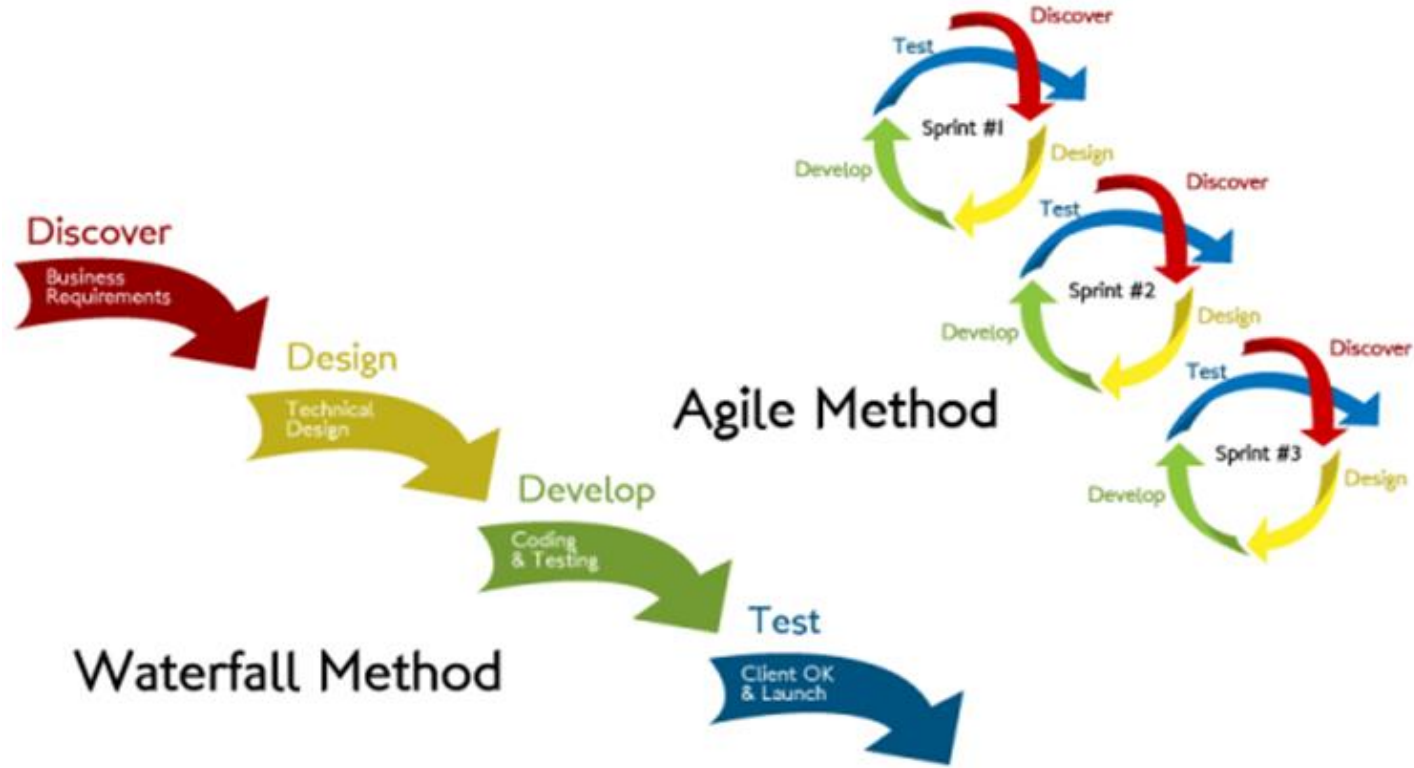 Discover
Business
Requirements
Design
Technical
Design
Develop
Coding
& Testing
Test
Client OK
& Launch
Waterfall Method
Agile Method
Discover
Test
Sprint #1
Design
Develop
Discover
Test
Sprint #2
Design
Develop
Discover
Test
Sprint #3
Design
Develop